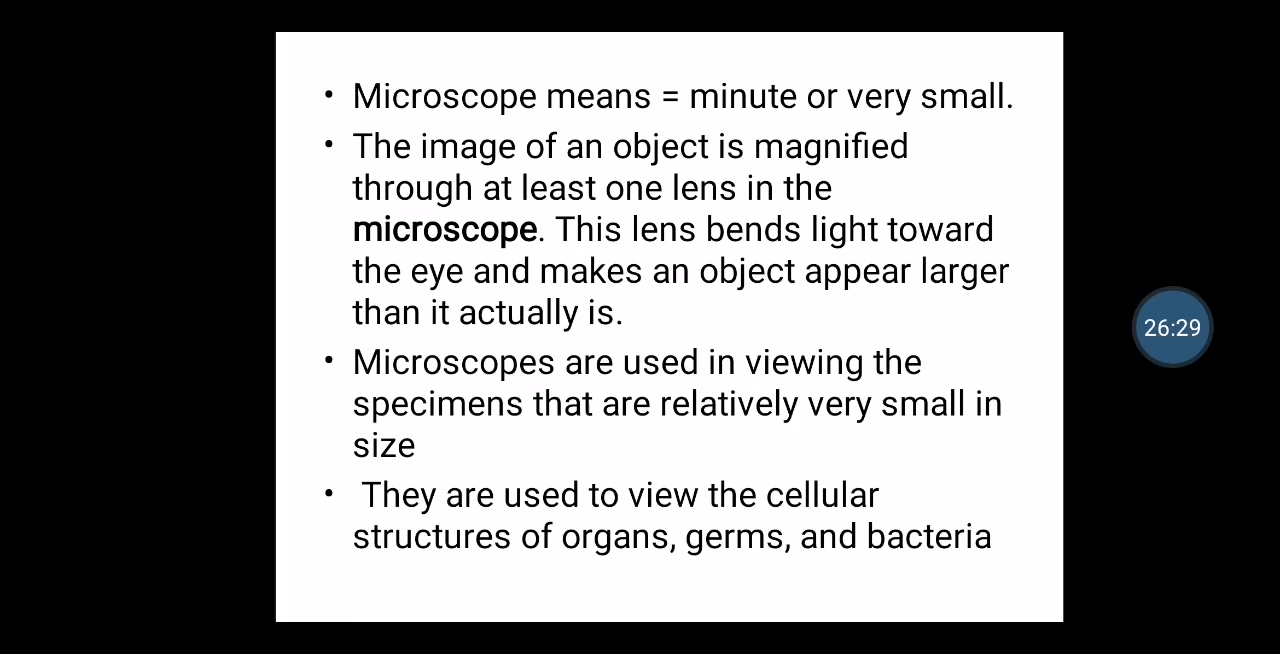 • Microscope means = minute or very small.
• The image of an object is magnified
through at least one lens in the
microscope. This lens bends light toward
the eye and makes an object appear larger
than it actually is.
• Microscopes are used in viewing the
specimens that are relatively very small in
size
• They are used to view the cellular
structures of organs, germs, and bacteria
26:29